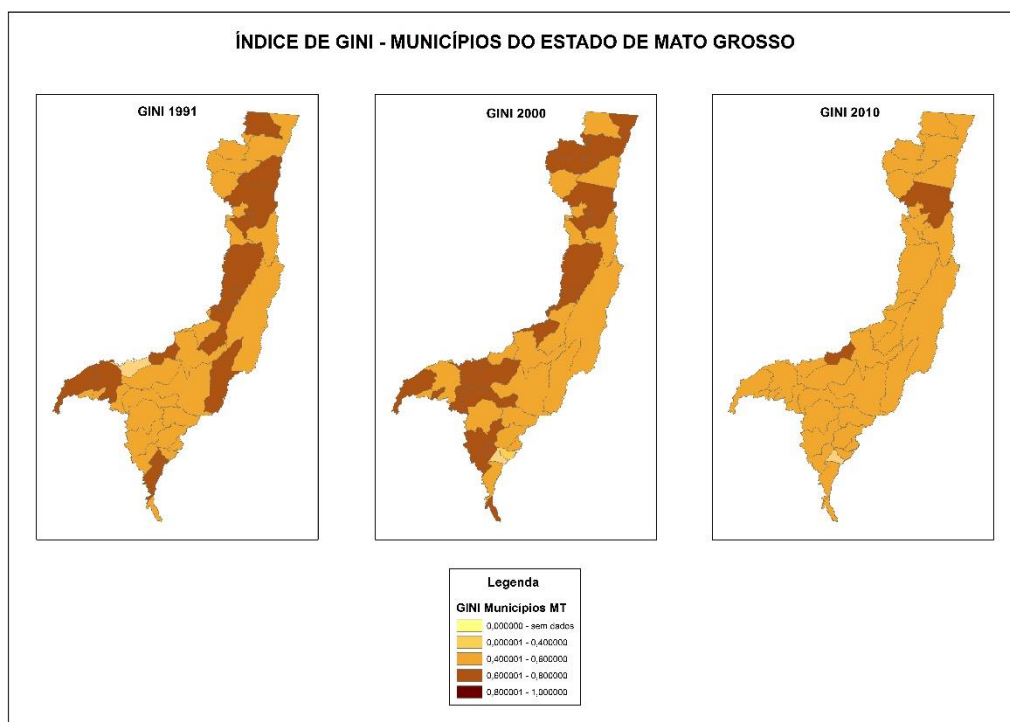 ÍNDICE DE GINI - MUNICÍPIOS DO ESTADO DE MATO GROSSO
GINI 1991
GINI 2000
GINI 2010
Legenda
GINI Municípios MT
0,000000 - sem dados
0,000001 - 0,400000
0,400001 - 0,600000
0,600001 - 0,800000
0,800001 - 1,000000